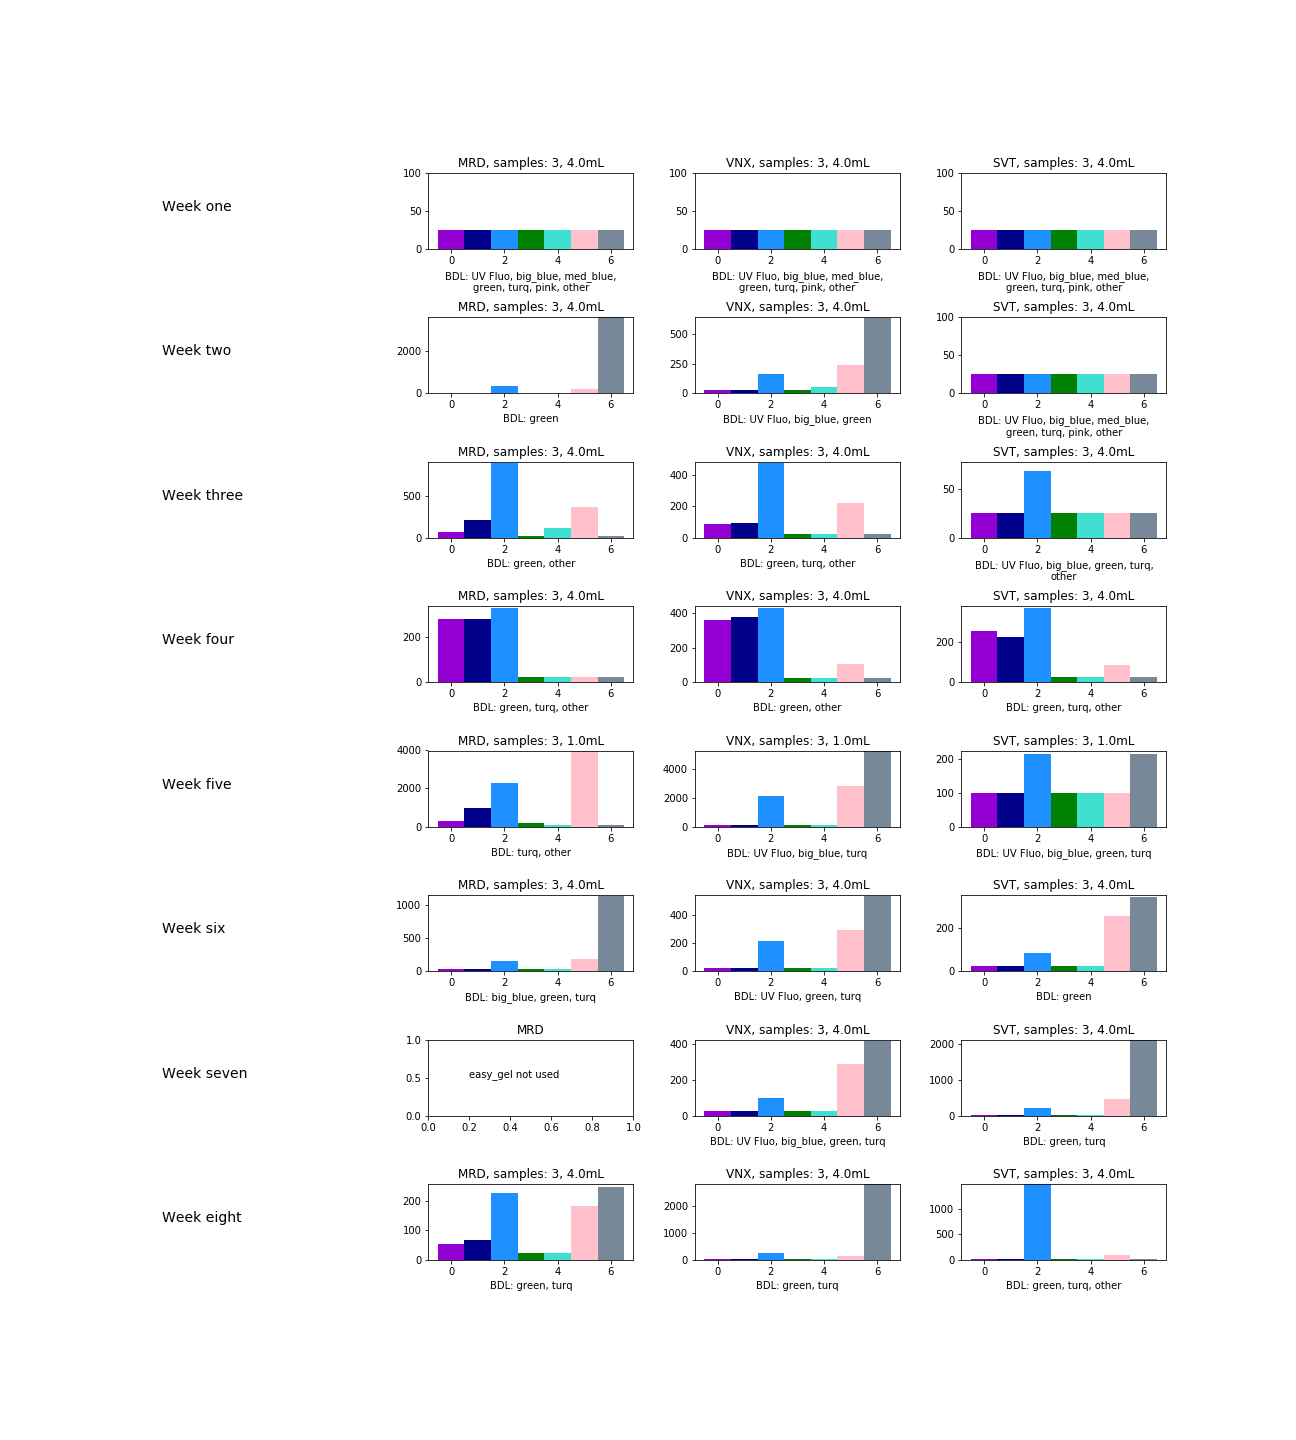 MRD, samples: 3, 4.0mL
VNX, samples: 3, 4.0mL
SVT, samples: 3, 4.0mL
Week one
100
50
0
0 2 4 6
BDL: UV Fluo, big_blue, med_blue,
green, turq, pink, other
100
50
0
0 2 4 6
BDL: UV Fluo, big_blue, med_blue,
green, turq, pink, other
100
50
0
0 2 4 6
BDL: UV Fluo, big_blue, med_blue,
green, turq, pink, other
Week two
MRD, samples: 3, 4.0mL
2000
0
0 2 4 6
BDL: green
VNX, samples: 3, 4.0mL
500
250
0
0 2 4 6
BDL: UV Fluo, big_blue, green
SVT, samples: 3, 4.0mL
100
50
0
0 2 4 6
BDL: UV Fluo, big_blue, med_blue,
green, turq, pink, other
Week three
MRD, samples: 3, 4.0mL
500
0
0 2 4 6
BDL: green, other
VNX, samples: 3, 4.0mL
400
200
0
0 2 4 6
BDL: green, turq, other
SVT, samples: 3, 4.0mL
50
0
0 2 4 6
BDL: UV Fluo, big_blue, green, turq,
other
Week four
MRD, samples: 3, 4.0mL
200
0
0 2 4 6
BDL: green, turq, other
VNX, samples: 3, 4.0mL
400
200
0
0 2 4 6
BDL: green, other
SVT, samples: 3, 4.0mL
200
0
0 2 4 6
BDL: green, turq, other
Week five
MRD, samples: 3, 1.0mL
4000
2000
0
0 2 4 6
BDL: turq, other
VNX, samples: 3, 1.0mL
4000
2000
0
0 2 4 6
BDL: UV Fluo, big_blue, turq
SVT, samples: 3, 1.0mL
200
100
0
0 2 4 6
BDL: UV Fluo, big_blue, green, turq
Week six
MRD, samples: 3, 4.0mL
1000
500
0
0 2 4 6
BDL: big_blue, green, turq
VNX, samples: 3, 4.0mL
400
200
0
0 2 4 6
BDL: UV Fluo, green, turq
SVT, samples: 3, 4.0mL
200
0
0 2 4 6
BDL: green
Week seven
MRD
1.0
0.5
0.0
easy_gel not used
0.0 0.2 0.4 0.6 0.8 1.0
VNX, samples: 3, 4.0mL
400
200
0
0 2 4 6
BDL: UV Fluo, big_blue, green, turq
SVT, samples: 3, 4.0mL
2000
1000
0
0 2 4 6
BDL: green, turq
Week eight
MRD, samples: 3, 4.0mL
200
100
0
0 2 4 6
BDL: green, turq
VNX, samples: 3, 4.0mL
2000
1000
0
0 2 4 6
BDL: green, turq
SVT, samples: 3, 4.0mL
1000
500
0
0 2 4 6
BDL: green, turq, other